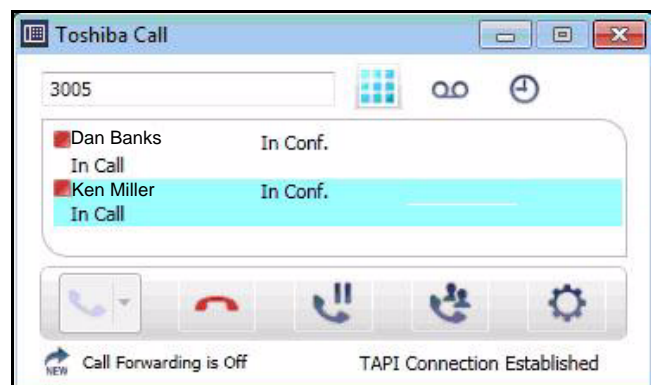 Toshiba Call
3005
Dan Banks In Conf.
In Call
Ken Miller In Conf.
In Call
NEW Call Forwarding is Off TAPI Connection Established